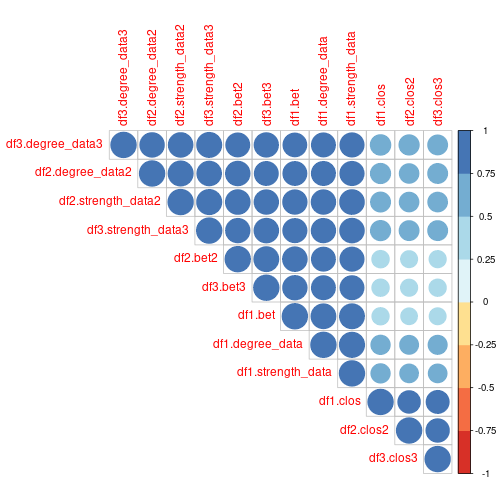 df3.degree_data3
df2.degree_data2
df2.strength_data2
df3.strength_data3
df2.bet2
df3.bet3
df1.bet
df1.degree_data
df1.strength_data
df1.clos
df2.clos2
df3.clos3
df3.degree_data3
df2.degree_data2
df2.strength_data2
df3.strength_data3
df2.bet2
df3.bet3
df1.bet
df1.degree_data
df1.strength_data
df1.clos
df2.clos2
df3.clos3
1
0.75
0.5
0.25
0
-0.25
-0.5
-0.75
-1